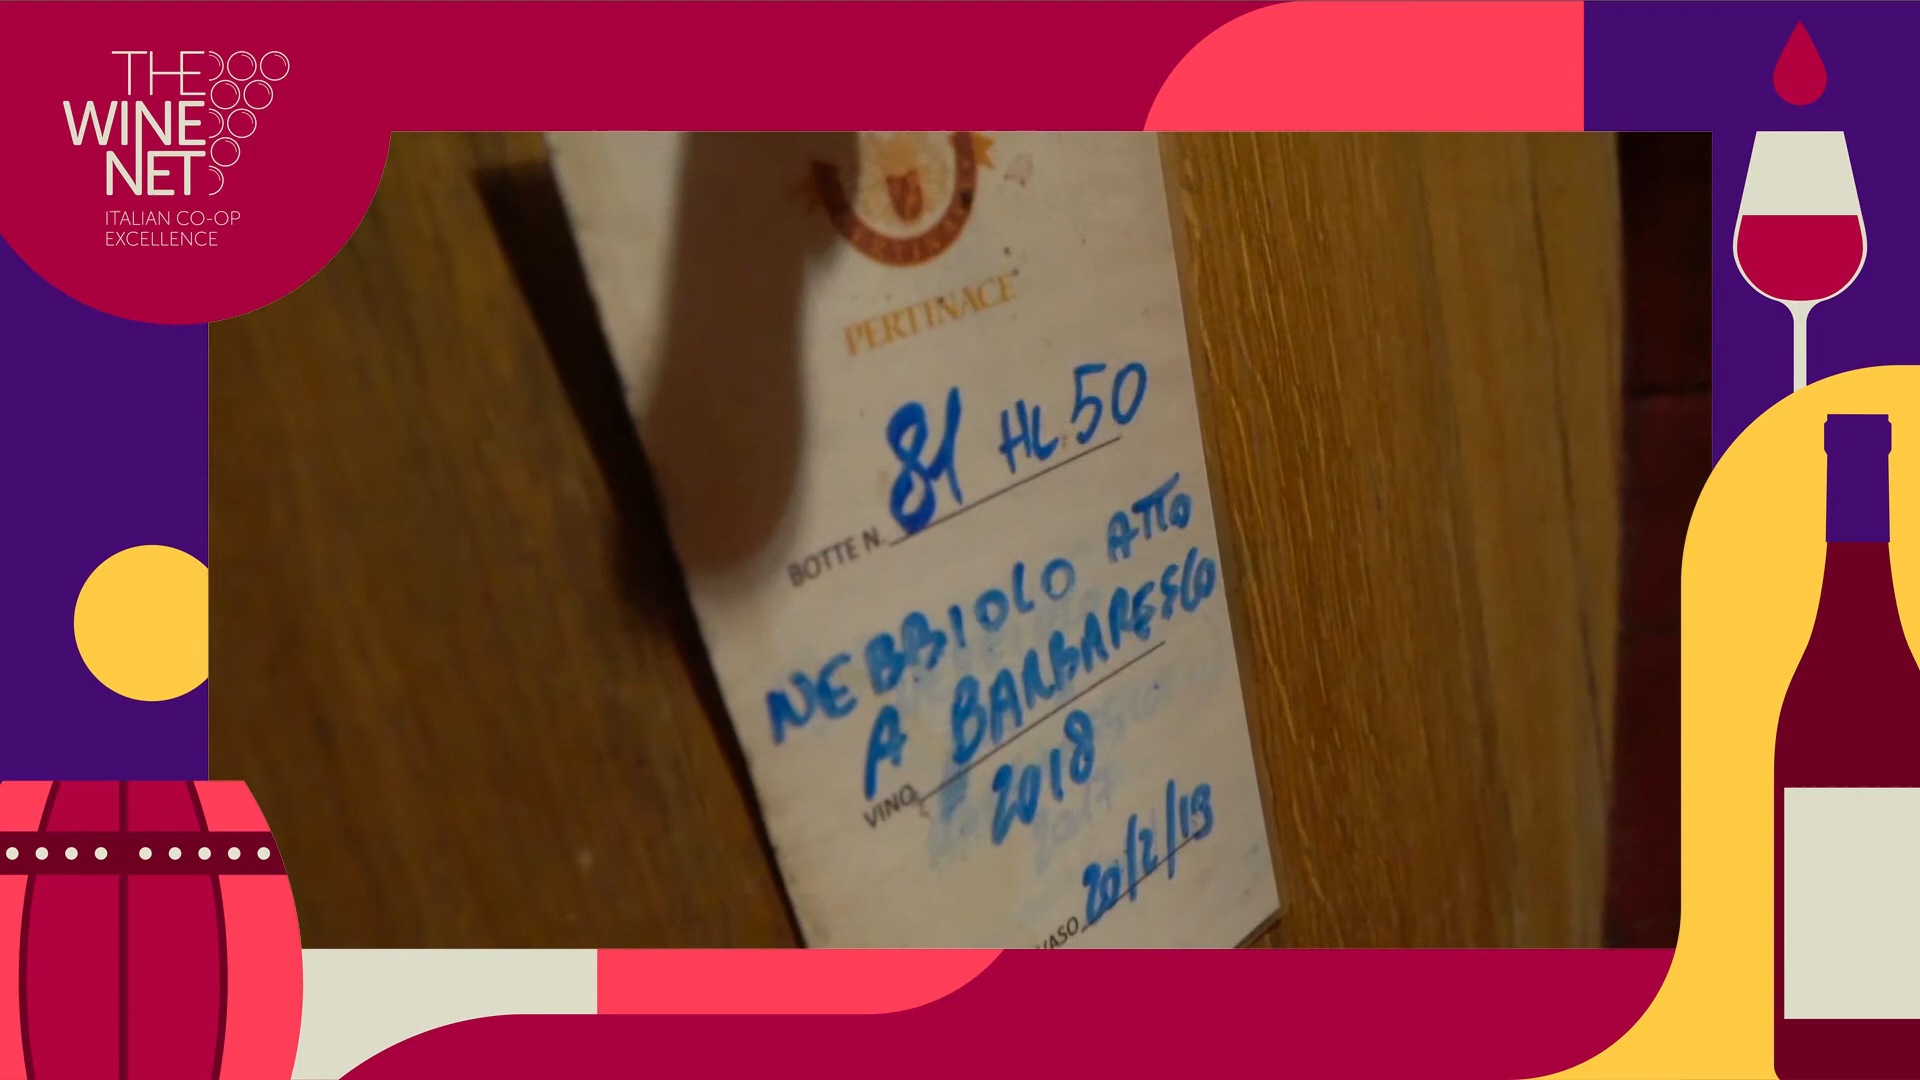 THE
WINE
NET
ITALIAN CO-OP
EXCELLENCE
PERTINACE
BOTTE N. 81 HL 50
NEBBIOLO ATTO
A BARBARESCO
VINO
2018
20/2/19